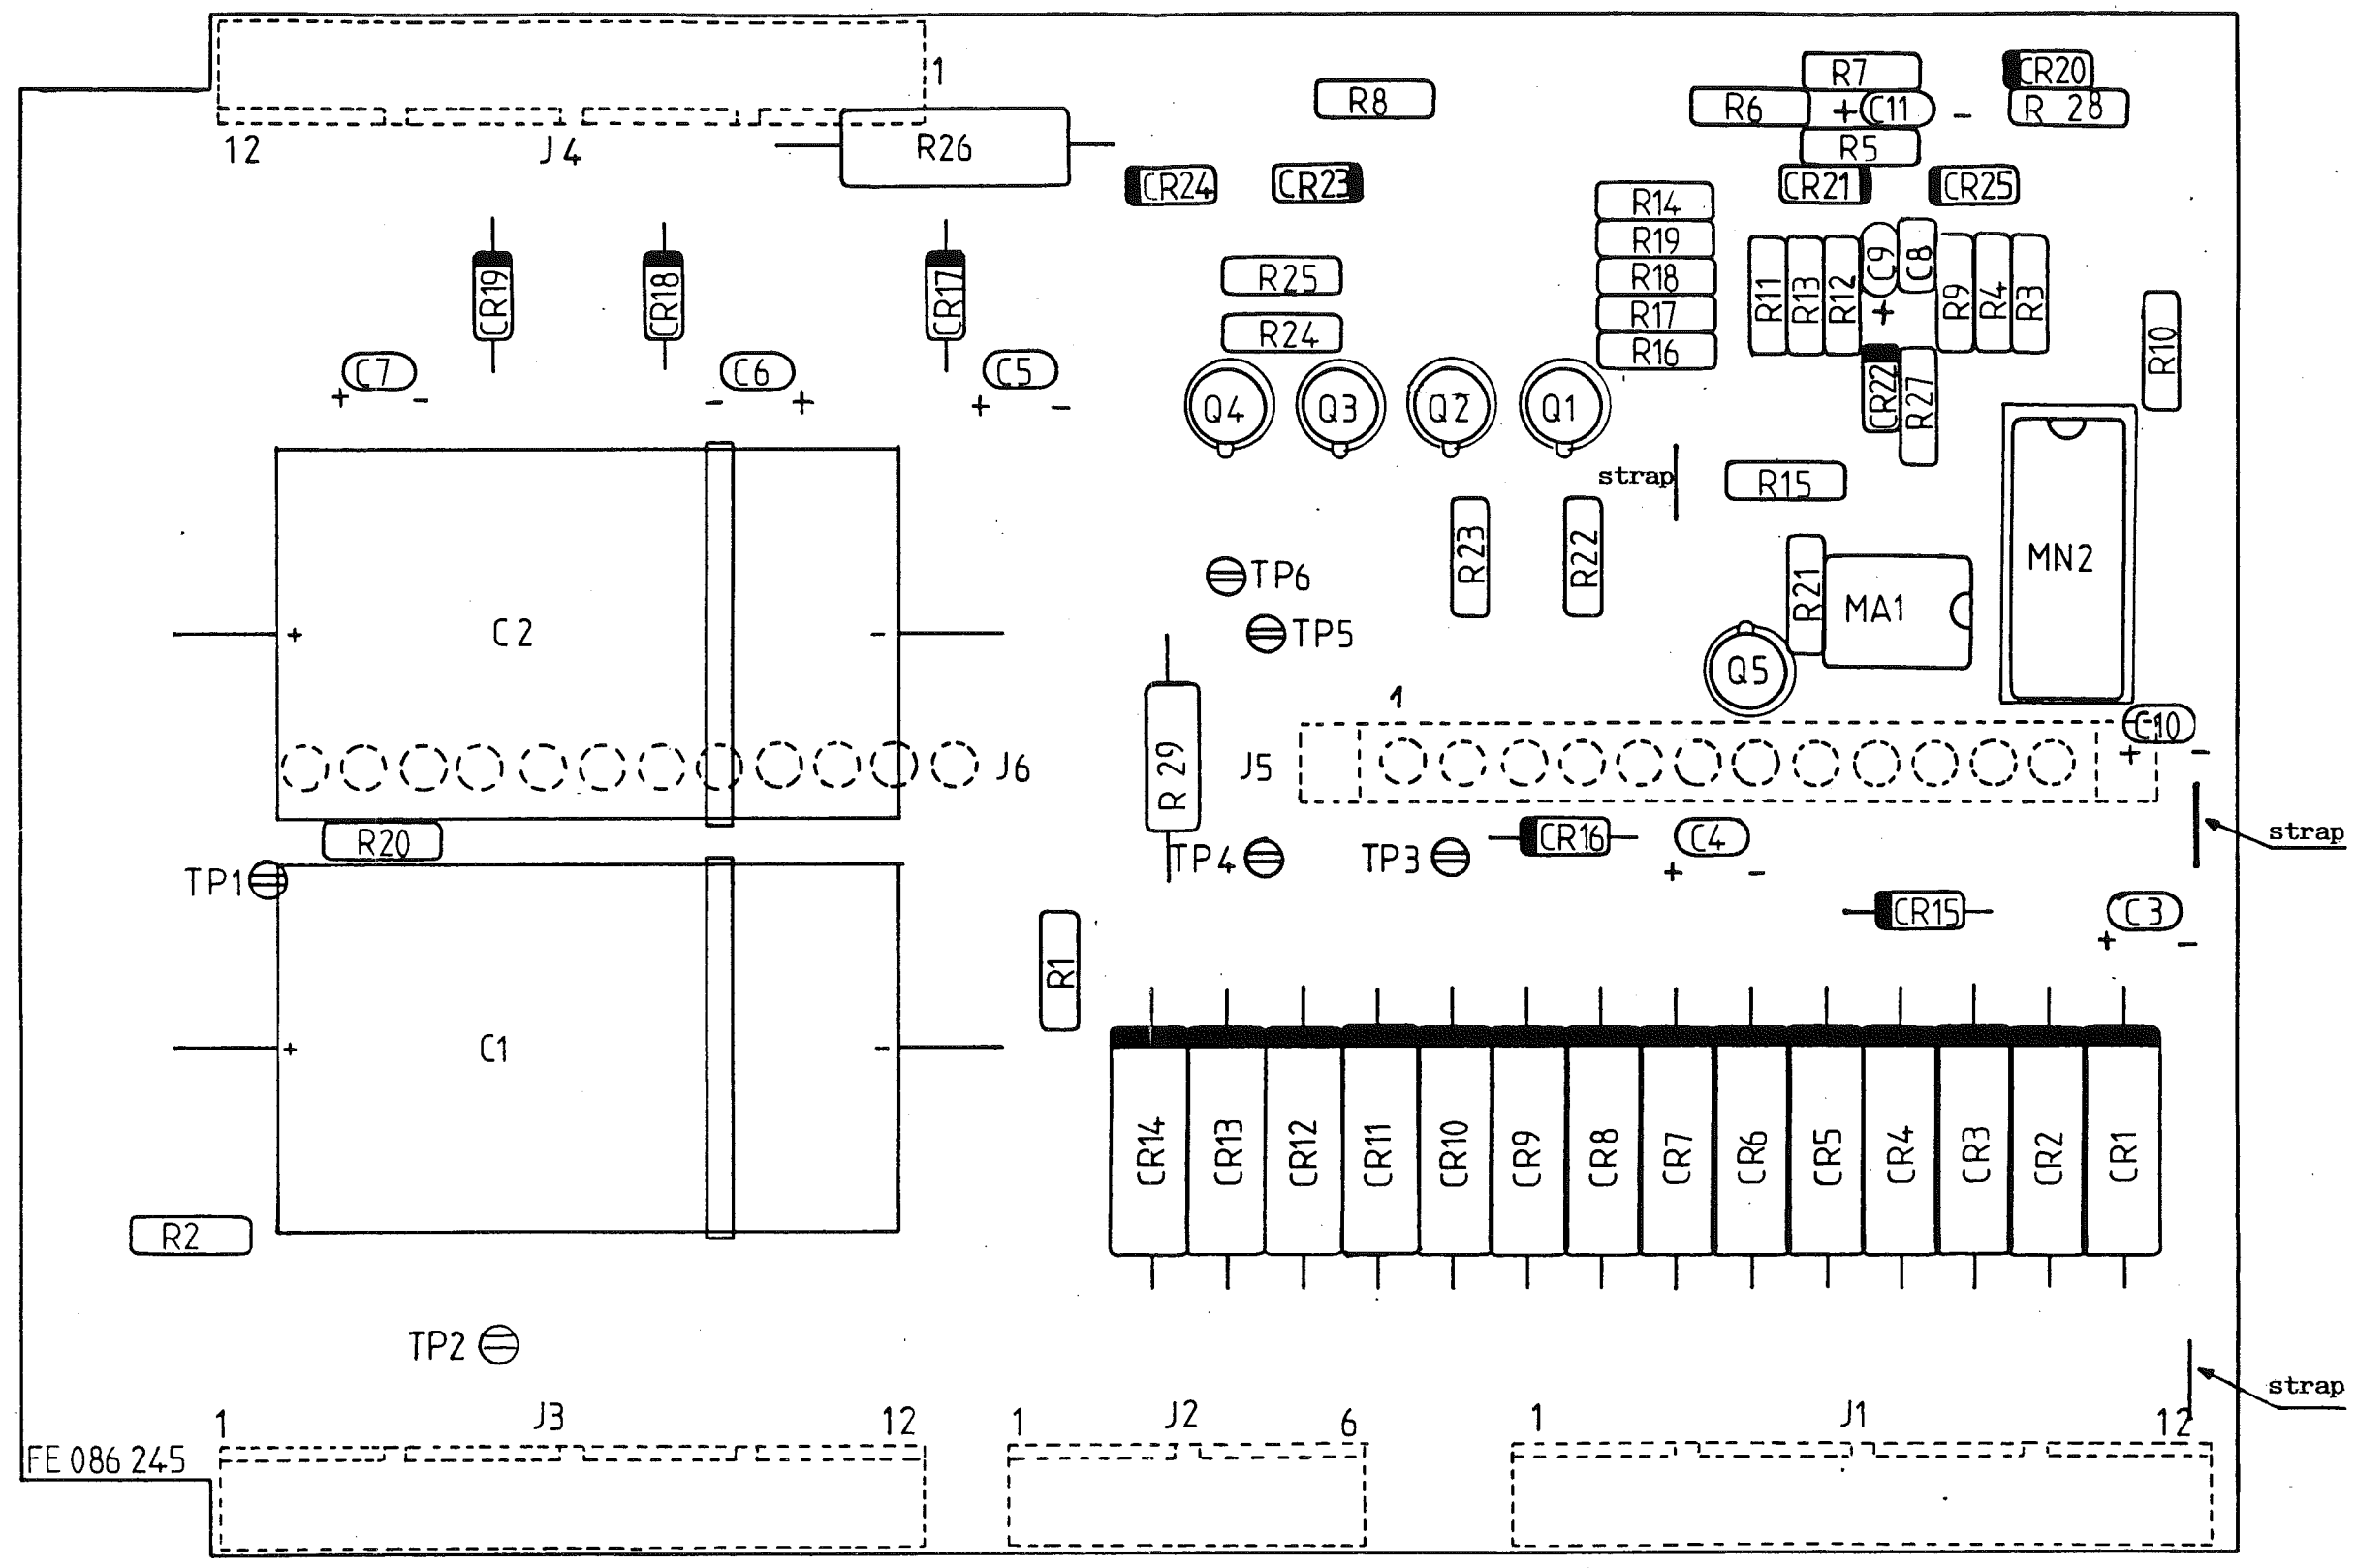 1
12
J4
R26
R8
R7
CR20
R6
+ C11 -
R 28
R5
CR24
CR23
CR21
CR25
R14
R19
R18
R17
R16
CR19
CR18
CR17
R25
R24
R11
R13
R12
C9
+
C8
R9
R4
R3
R10
C7
+ -
C6
- +
C5
+ -
Q4
Q3
Q2
Q1
CR22
R27
strap
R15
R23
R22
R21
MA1
MN2
TP6
TP5
Q5
+ C2 -
R 29
1
J5
J6
C10
+ -
R20
TP1
TP4
TP3
CR16
C4
+ -
strap
CR15
C3
+ -
R1
+ C1 -
CR14
CR13
CR12
CR11
CR10
CR9
CR8
CR7
CR6
CR5
CR4
CR3
CR2
CR1
R2
TP2
strap
1 J3 12
1 J2 6
1 J1 12
FE 086 245